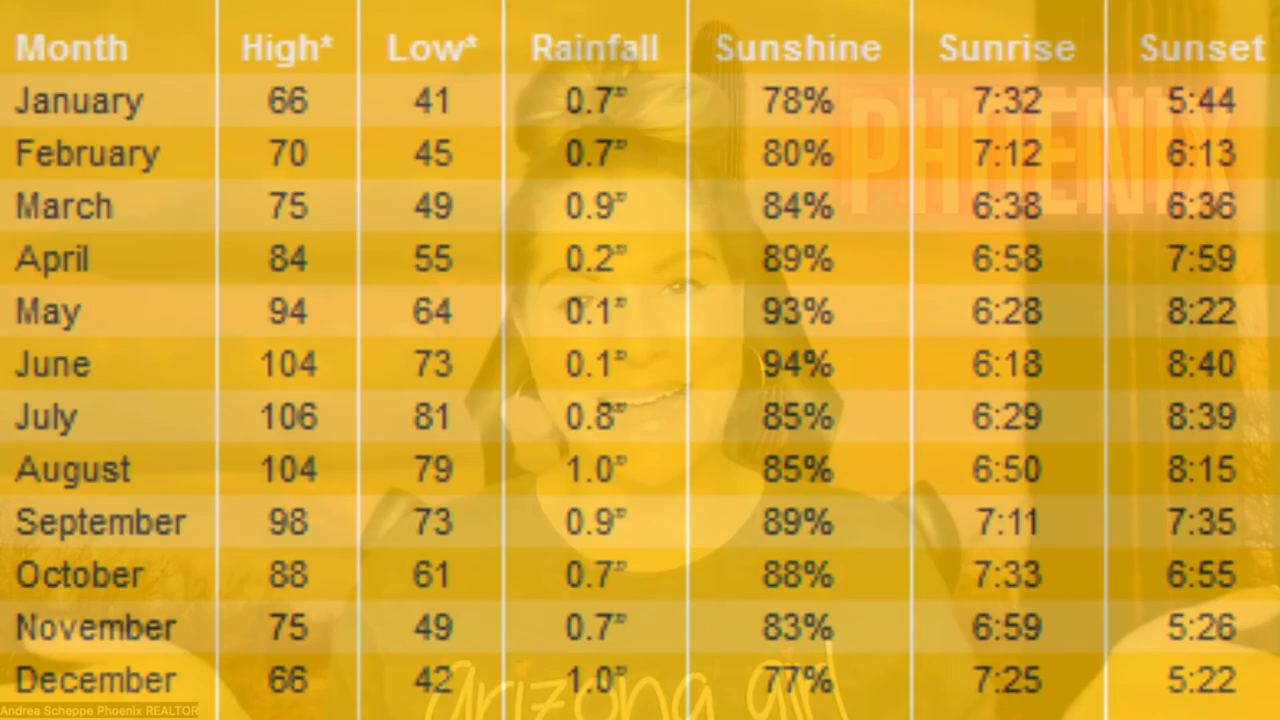 Month High* Low* Rainfall Sunshine Sunrise Sunset
January 66 41 0.7" 78% 7:32 5:44
February 70 45 0.7" 80% 7:12 6:13
March 75 49 0.9" 84% 6:38 6:36
April 84 55 0.2" 89% 6:58 7:59
May 94 64 0.1" 93% 6:28 8:22
June 104 73 0.1" 94% 6:18 8:40
July 106 81 0.8" 85% 6:29 8:39
August 104 79 1.0" 85% 6:50 8:15
September 98 73 0.9" 89% 7:11 7:35
October 88 61 0.7" 88% 7:33 6:55
November 75 49 0.7" 83% 6:59 5:26
December 66 42 1.0" 77% 7:25 5:22
PHOENIX
arizona girl
Andrea Scheppe Phoenix REALTOR